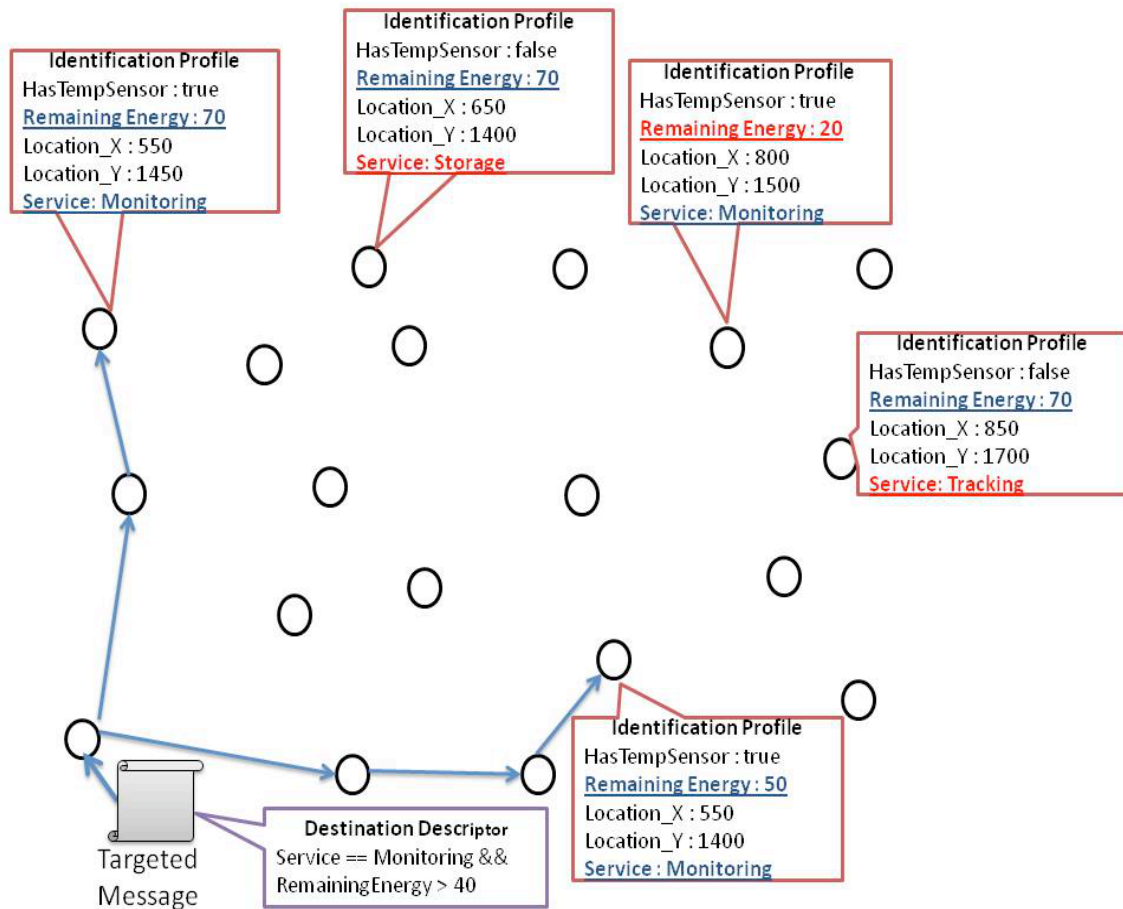 Identification Profile
HasTempSensor : true
Remaining Energy : 70
Location_X : 550
Location_Y : 1450
Service: Monitoring
Identification Profile
HasTempSensor : false
Remaining Energy : 70
Location_X : 650
Location_Y : 1400
Service: Storage
Identification Profile
HasTempSensor : true
Remaining Energy : 20
Location_X : 800
Location_Y : 1500
Service: Monitoring
Identification Profile
HasTempSensor : false
Remaining Energy : 70
Location_X : 850
Location_Y : 1700
Service: Tracking
Identification Profile
HasTempSensor : true
Remaining Energy : 50
Location_X : 550
Location_Y : 1400
Service : Monitoring
Destination Descriptor
Service == Monitoring &&
RemainingEnergy > 40
Targeted
Message